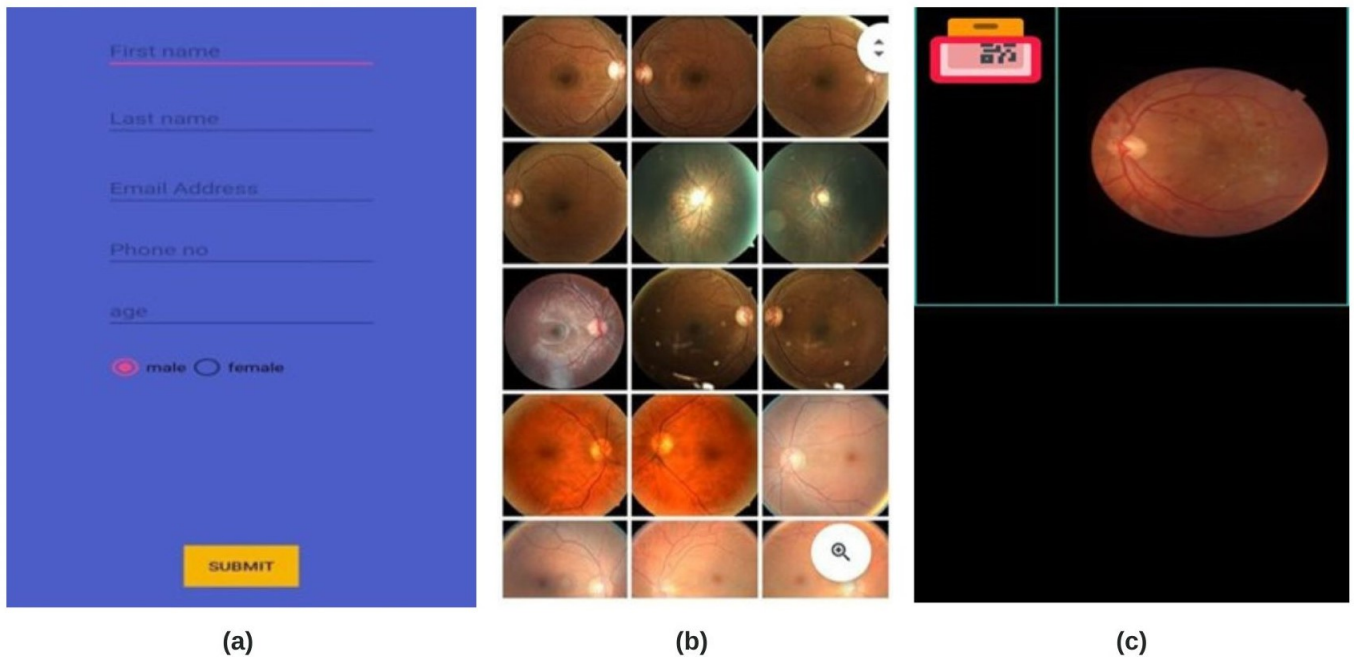 First name
Last name
Email Address
Phone no
age
male female
SUBMIT
(a) (b) (c)